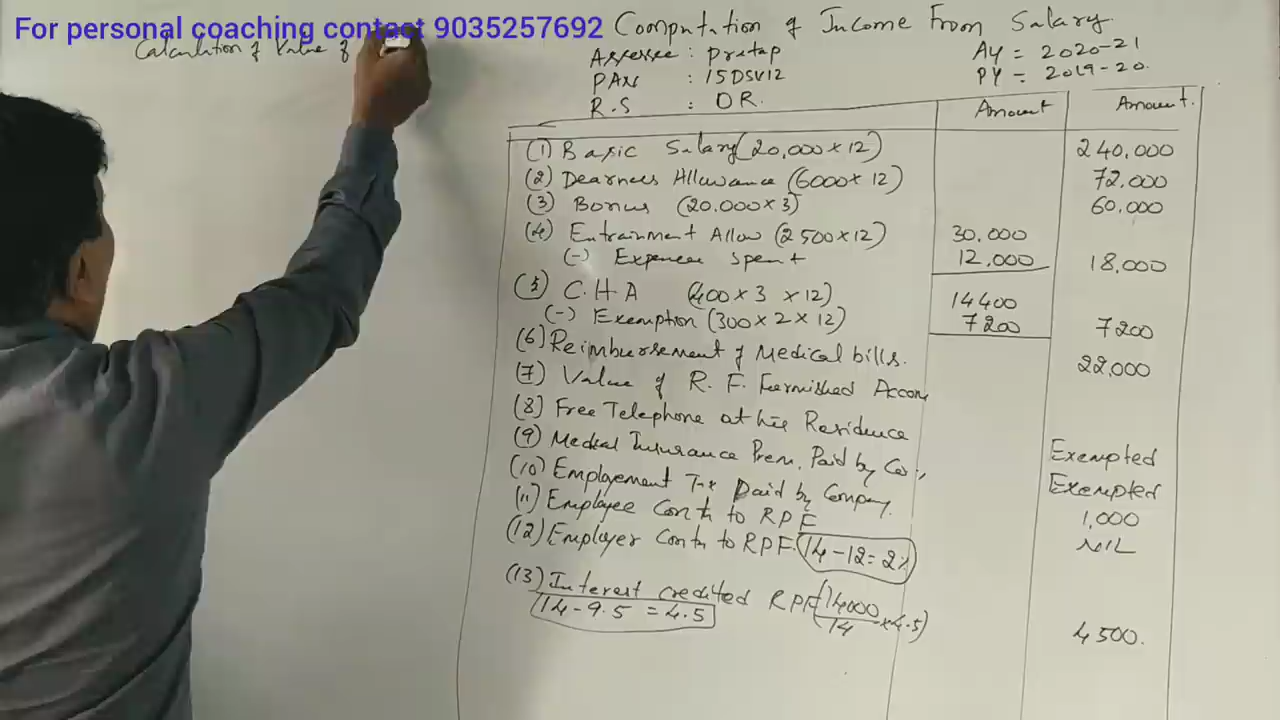 For personal coaching contact 9035257692
Calculation of Value of
Computation of Income From Salary
Assessee : Pratap
PAN : 15DSV12
R.S : OR.
AY = 2020-21
PY = 2019-20.
Amount Amount.
(1) Basic Salary (20,000 x 12) 240,000
(2) Dearness Allowance (6000 x 12) 72,000
(3) Bonus (20,000 x 3) 60,000
(4) Entrainment Allow (2500 x 12) 30,000
(-) Expenses Spent 12,000 18,000
(5) C.H.A (400 x 3 x 12) 14400
(-) Exemption (300 x 2 x 12) 7200 7200
(6) Reimbursement of Medical bills. 22,000
(7) Value of R. F. Furnished Accom
(8) Free Telephone at his Residence Exempted
(9) Medical Insurance Prem. Paid by Co., Exempted
(10) Employement Tax Paid by Company. 1,000
(11) Employee Contn to RPF NIL
(12) Employer Contn to RPF. (14-12=2%)
(13) Interest credited RPF (14000/14 x 4.5) 4500.
14-9.5 = 4.5